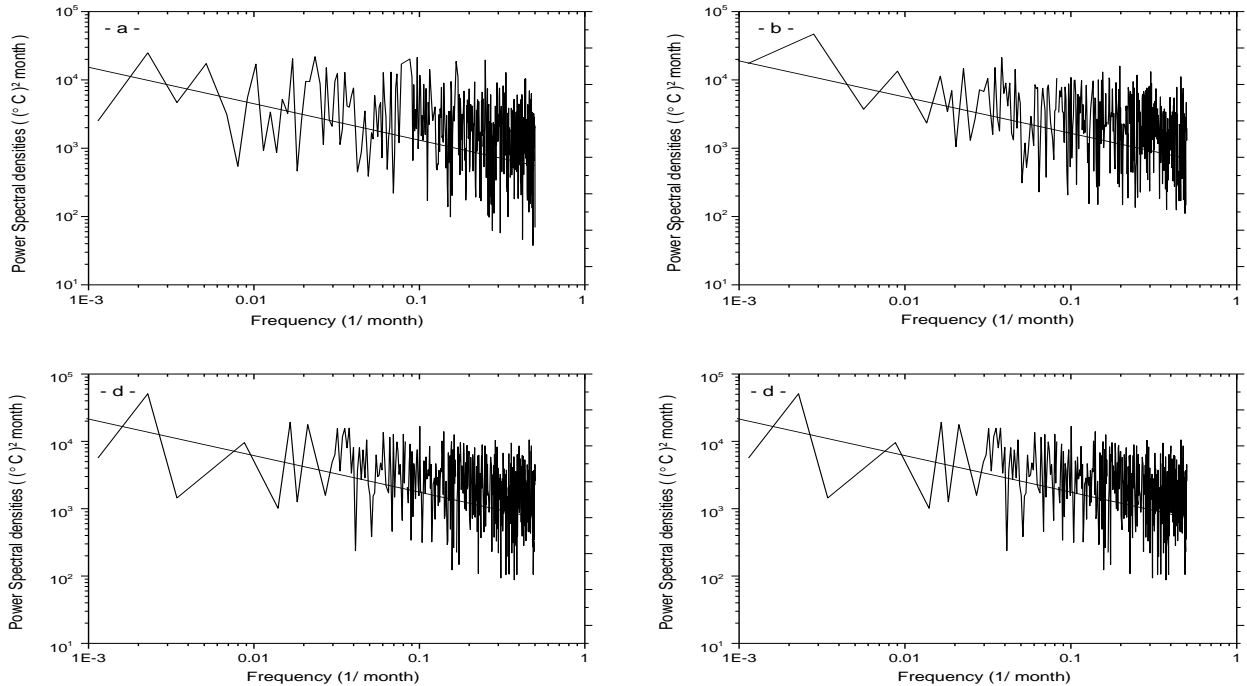 - a -
Power Spectral densities ( (° C )² month )
10⁵
10⁴
10³
10²
10¹
1E-3
0.01
0.1
1
Frequency (1/ month)
- b -
Power Spectral densities ( (° C )² month )
10⁵
10⁴
10³
10²
10¹
1E-3
0.01
0.1
1
Frequency (1/ month)
- d -
Power Spectral densities ( (° C )² month )
10⁵
10⁴
10³
10²
10¹
1E-3
0.01
0.1
1
Frequency (1/ month)
- d -
Power Spectral densities ( (° C )² month )
10⁵
10⁴
10³
10²
10¹
1E-3
0.01
0.1
1
Frequency (1/ month)